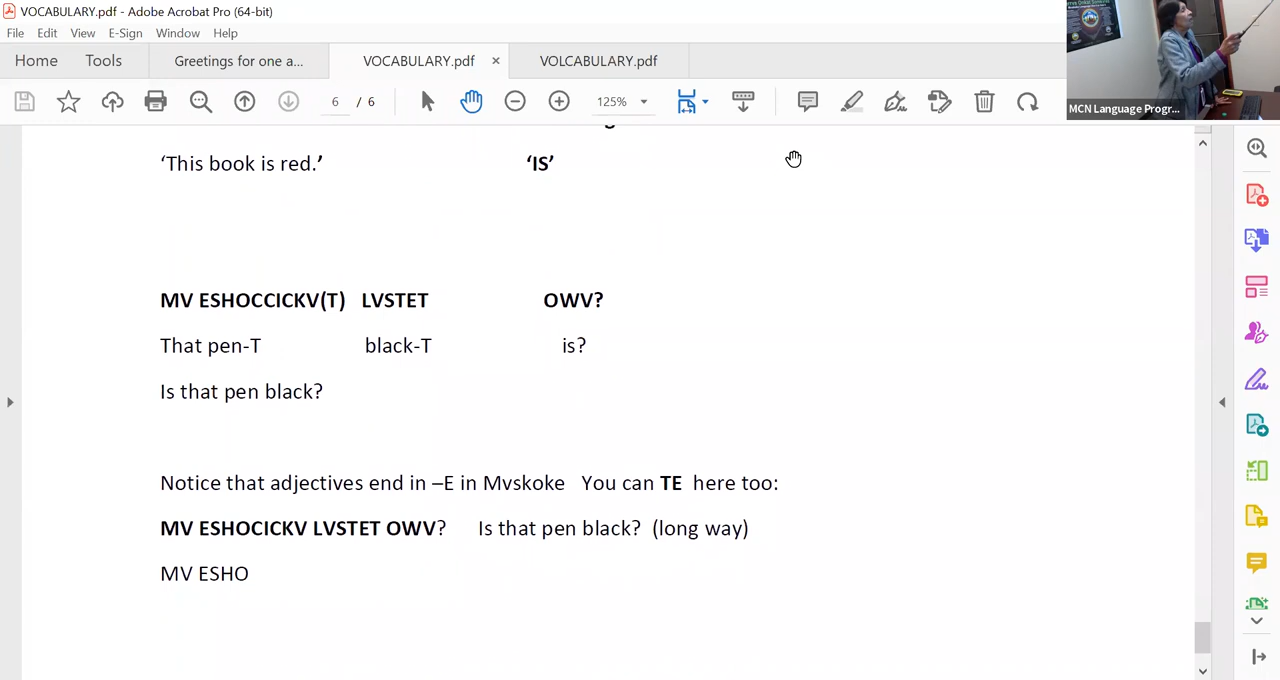 VOCABULARY.pdf - Adobe Acrobat Pro (64-bit)
File Edit View E-Sign Window Help
Home Tools Greetings for one a... VOCABULARY.pdf × VOLCABULARY.pdf
6 / 6 125%
MCN Language Progr...
‘This book is red.’ ‘IS’
MV ESHOCCICKV(T) LVSTET OWV?
That pen-T black-T is?
Is that pen black?
Notice that adjectives end in –E in Mvskoke You can TE here too:
MV ESHOCICKV LVSTET OWV? Is that pen black? (long way)
MV ESHO